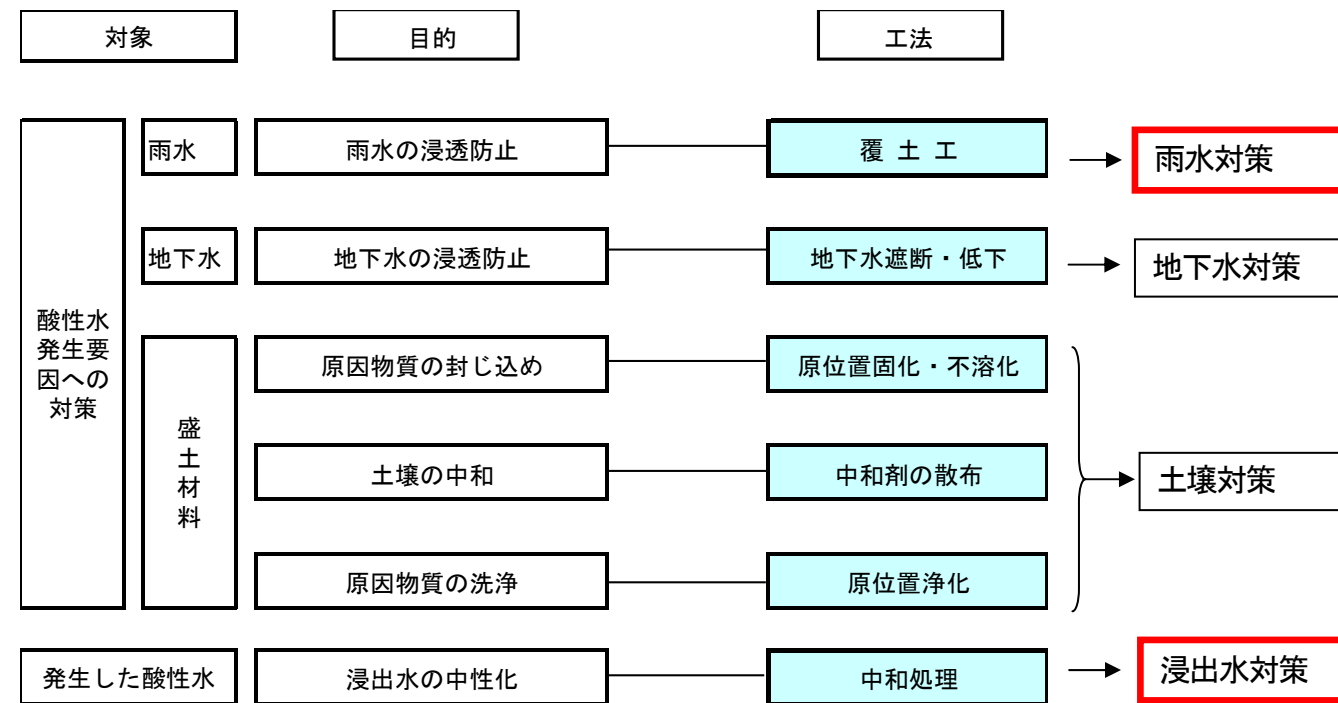 対象
目的
工法
雨水
雨水の浸透防止
覆 土 工
雨水対策
地下水
地下水の浸透防止
地下水遮断・低下
地下水対策
酸性水
発生要
因への
対策
盛
土
材
料
原因物質の封じ込め
原位置固化・不溶化
土壌の中和
中和剤の散布
土壌対策
原因物質の洗浄
原位置浄化
発生した酸性水
浸出水の中性化
中和処理
浸出水対策